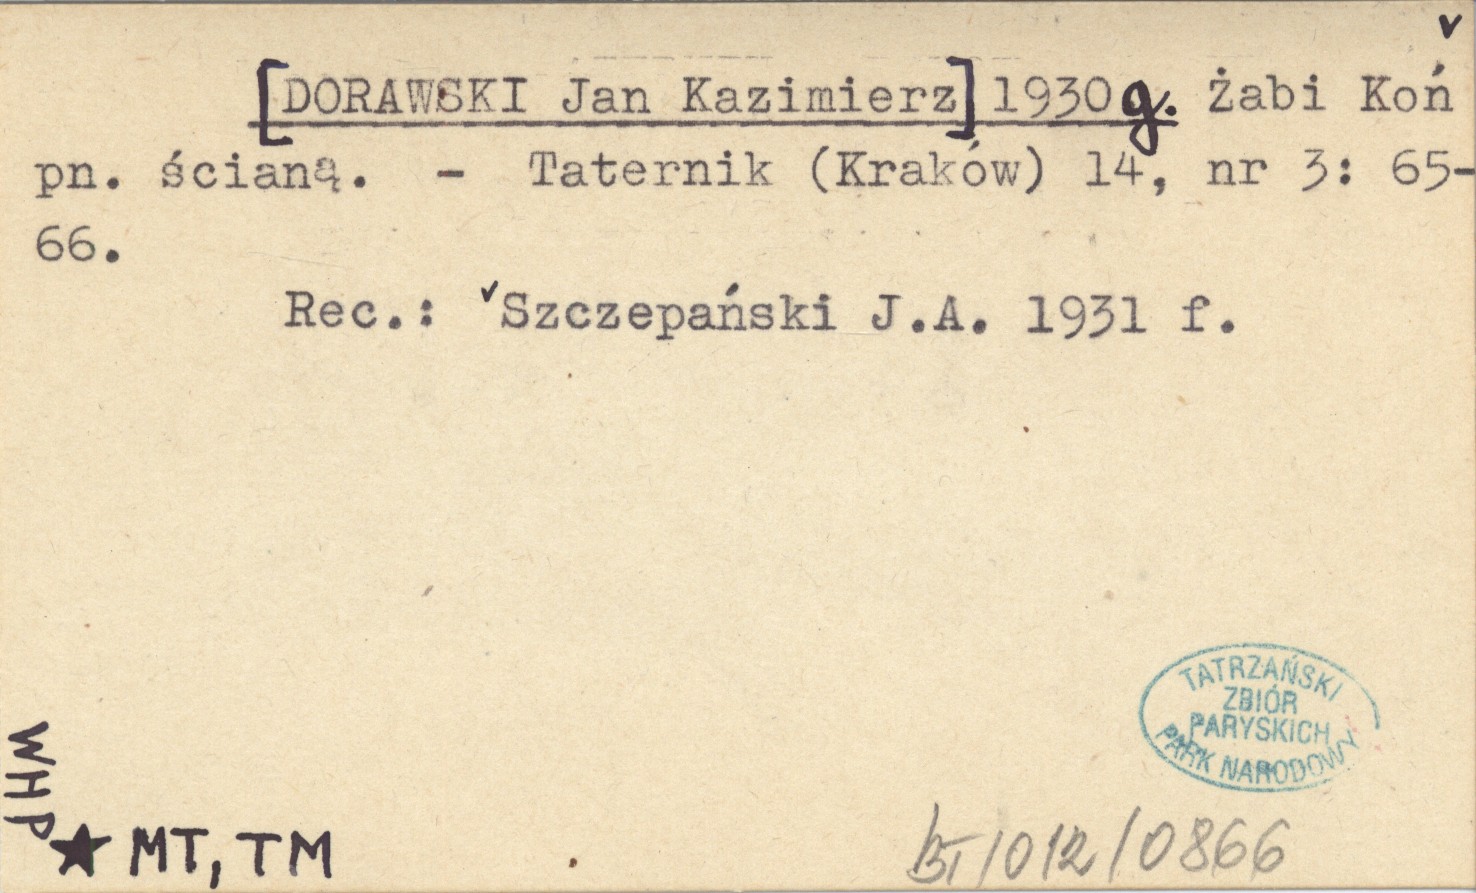 v
[DORAWSKI Jan Kazimierz] 1930 g. Żabi Koń
pn. ścianą. - Taternik (Kraków) 14, nr 3: 65-
66.
Rec.: vSzczepański J.A. 1931 f.
TATRZAŃSKI
ZBIÓR
PARYSKICH
PARK NARODOWY
WHP
★ MT, TM
BT/012/0866